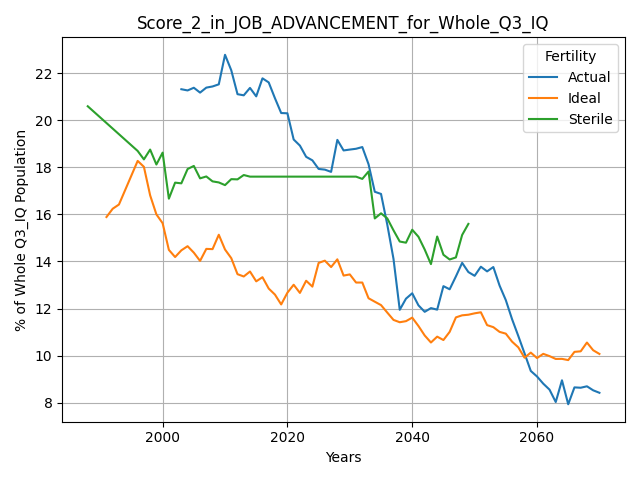 Score_2_in_JOB_ADVANCEMENT_for_Whole_Q3_IQ
Fertility
Actual
Ideal
Sterile
% of Whole Q3_IQ Population
22
20
18
16
14
12
10
8
2000 2020 2040 2060
Years